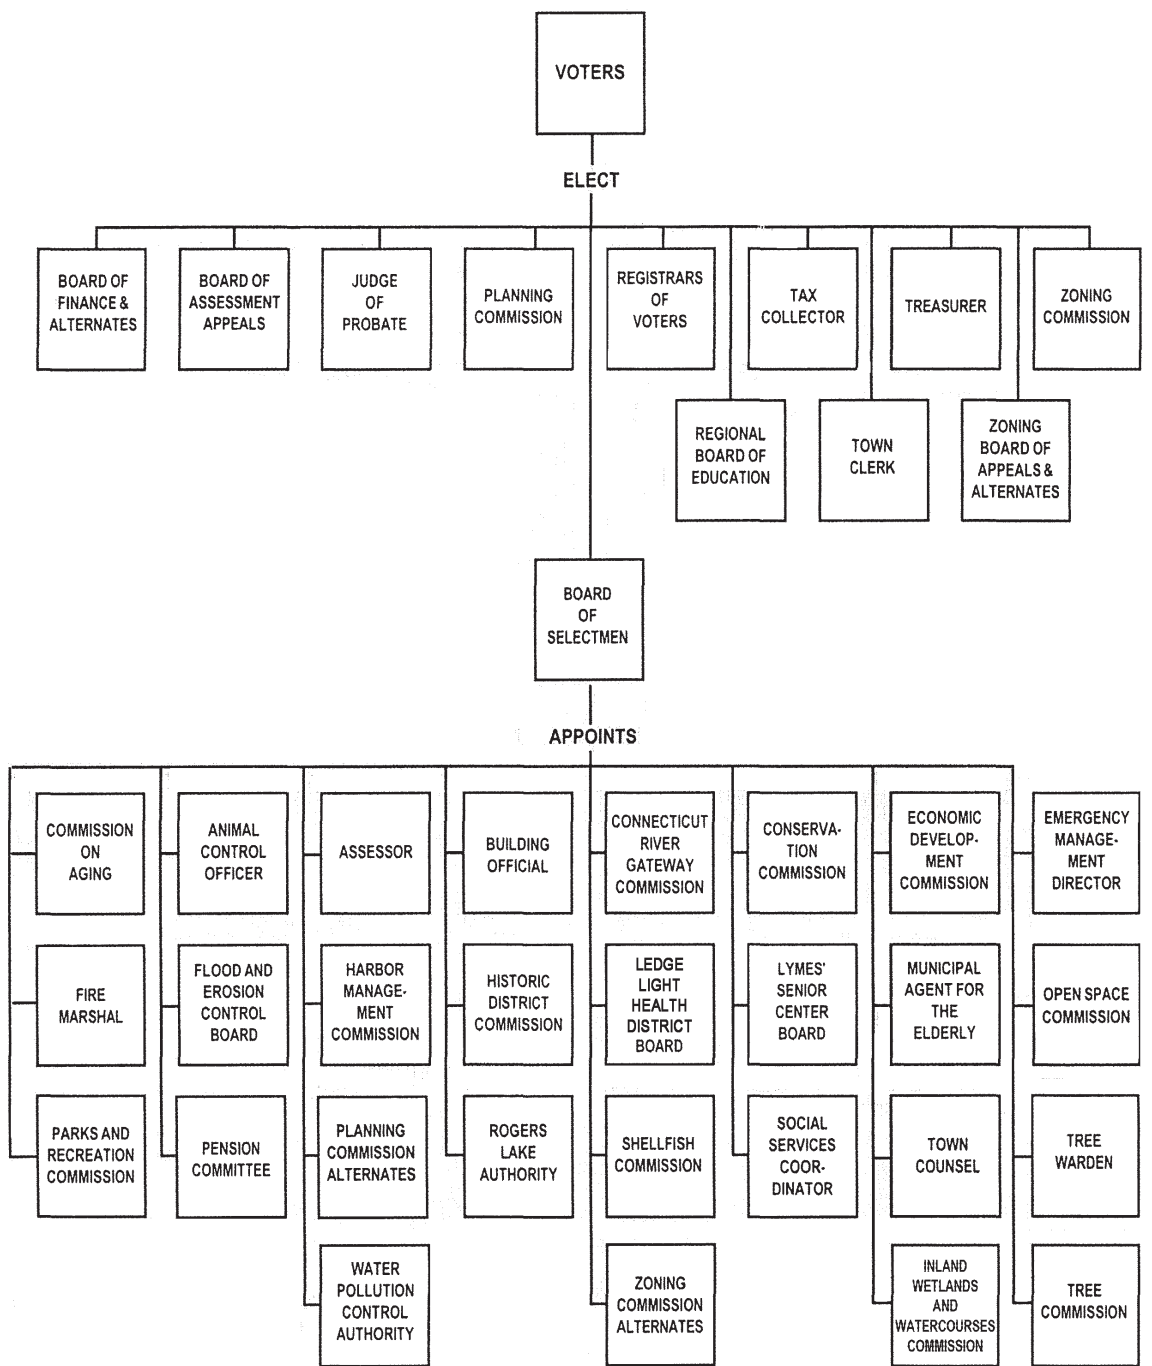 VOTERS
ELECT
BOARD OF
FINANCE &
ALTERNATES
BOARD OF
ASSESSMENT
APPEALS
JUDGE
OF
PROBATE
PLANNING
COMMISSION
REGISTRARS
OF
VOTERS
TAX
COLLECTOR
TREASURER
ZONING
COMMISSION
REGIONAL
BOARD OF
EDUCATION
TOWN
CLERK
ZONING
BOARD OF
APPEALS &
ALTERNATES
BOARD
OF
SELECTMEN
APPOINTS
COMMISSION
ON
AGING
ANIMAL
CONTROL
OFFICER
ASSESSOR
BUILDING
OFFICIAL
CONNECTICUT
RIVER
GATEWAY
COMMISSION
CONSERVA-
TION
COMMISSION
ECONOMIC
DEVELOP-
MENT
COMMISSION
EMERGENCY
MANAGE-
MENT
DIRECTOR
FIRE
MARSHAL
FLOOD AND
EROSION
CONTROL
BOARD
HARBOR
MANAGE-
MENT
COMMISSION
HISTORIC
DISTRICT
COMMISSION
LEDGE
LIGHT
HEALTH
DISTRICT
BOARD
LYMES'
SENIOR
CENTER
BOARD
MUNICIPAL
AGENT FOR
THE
ELDERLY
OPEN SPACE
COMMISSION
PARKS AND
RECREATION
COMMISSION
PENSION
COMMITTEE
PLANNING
COMMISSION
ALTERNATES
ROGERS
LAKE
AUTHORITY
SHELLFISH
COMMISSION
SOCIAL
SERVICES
COOR-
DINATOR
TOWN
COUNSEL
TREE
WARDEN
WATER
POLLUTION
CONTROL
AUTHORITY
ZONING
COMMISSION
ALTERNATES
INLAND
WETLANDS
AND
WATERCOURSES
COMMISSION
TREE
COMMISSION